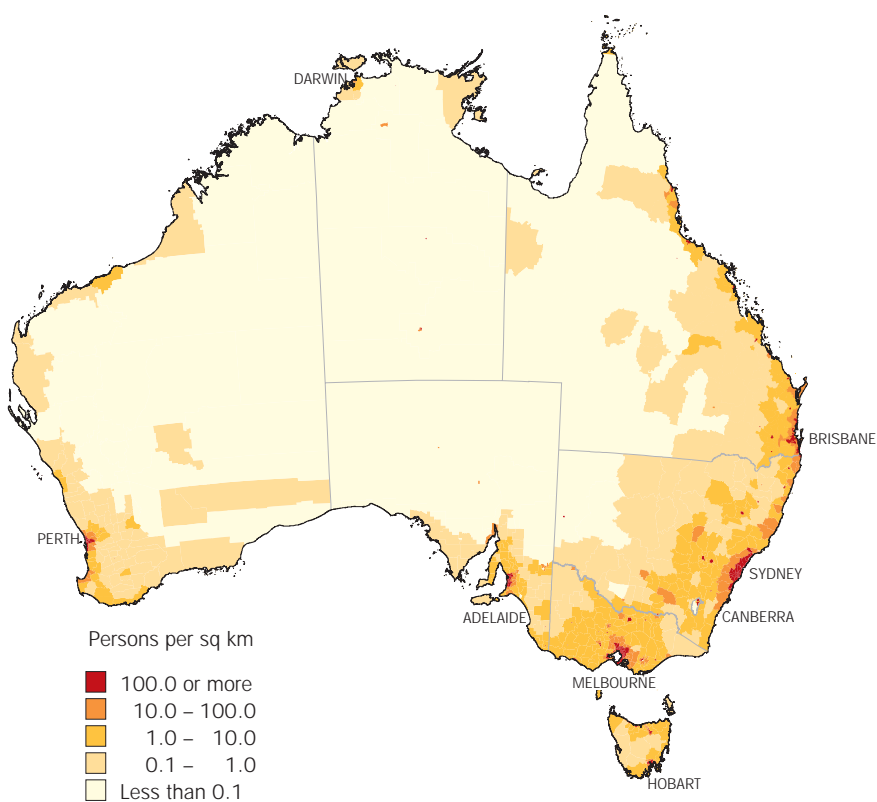 DARWIN
BRISBANE
PERTH
SYDNEY
ADELAIDE
CANBERRA
Persons per sq km
MELBOURNE
100.0 or more
10.0 – 100.0
1.0 – 10.0
0.1 – 1.0
HOBART
Less than 0.1